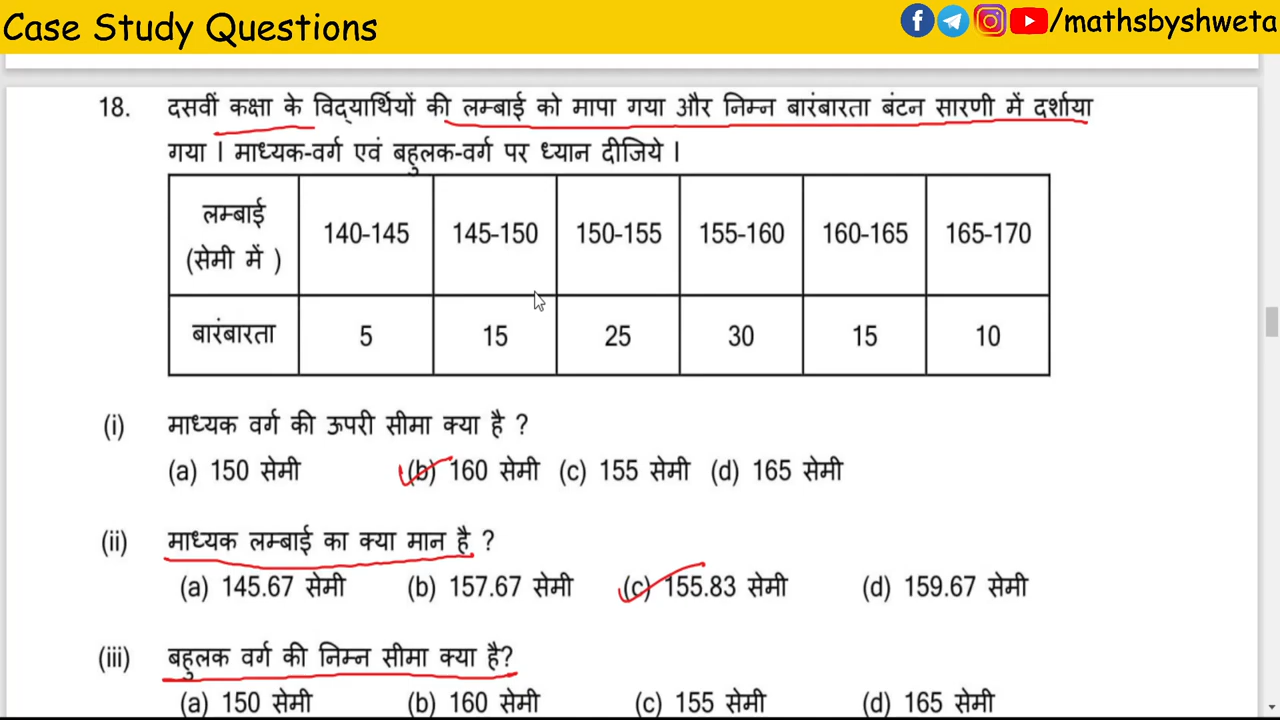 Case Study Questions
/mathsbyshweta
18. दसवीं कक्षा के विद्यार्थियों की लम्बाई को मापा गया और निम्न बारंबारता बंटन सारणी में दर्शाया
गया । माध्यक-वर्ग एवं बहुलक-वर्ग पर ध्यान दीजिये ।
लम्बाई
(सेमी में )
140-145 145-150 150-155 155-160 160-165 165-170
बारंबारता 5 15 25 30 15 10
(i) माध्यक वर्ग की ऊपरी सीमा क्या है ?
(a) 150 सेमी (b) 160 सेमी (c) 155 सेमी (d) 165 सेमी
(ii) माध्यक लम्बाई का क्या मान है ?
(a) 145.67 सेमी (b) 157.67 सेमी (c) 155.83 सेमी (d) 159.67 सेमी
(iii) बहुलक वर्ग की निम्न सीमा क्या है?
(a) 150 सेमी (b) 160 सेमी (c) 155 सेमी (d) 165 सेमी